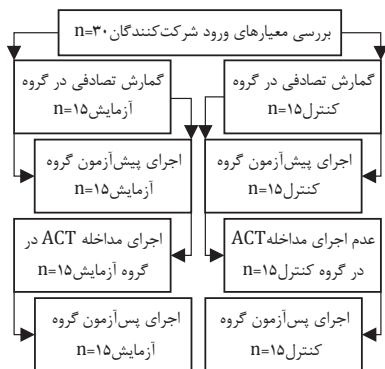 بررسی معیارهای ورود شرکت‌کنندگان n=۳۰
گمارش تصادفی در گروه
کنترل n=۱۵
گمارش تصادفی در گروه
آزمایش n=۱۵
اجرای پیش‌آزمون گروه
کنترل n=۱۵
اجرای پیش‌آزمون گروه
آزمایش n=۱۵
عدم اجرای مداخله ACT
در گروه کنترل n=۱۵
اجرای مداخله ACT در
گروه آزمایش n=۱۵
اجرای پس‌آزمون گروه
کنترل n=۱۵
اجرای پس‌آزمون گروه
آزمایش n=۱۵